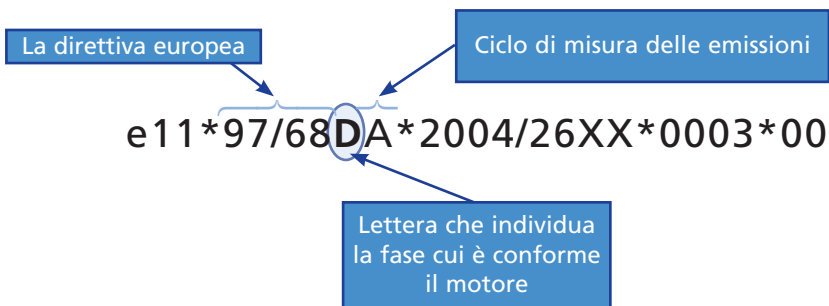 La direttiva europea
Ciclo di misura delle emissioni
e11*97/68DA*2004/26XX*0003*00
Lettera che individua
la fase cui è conforme
il motore